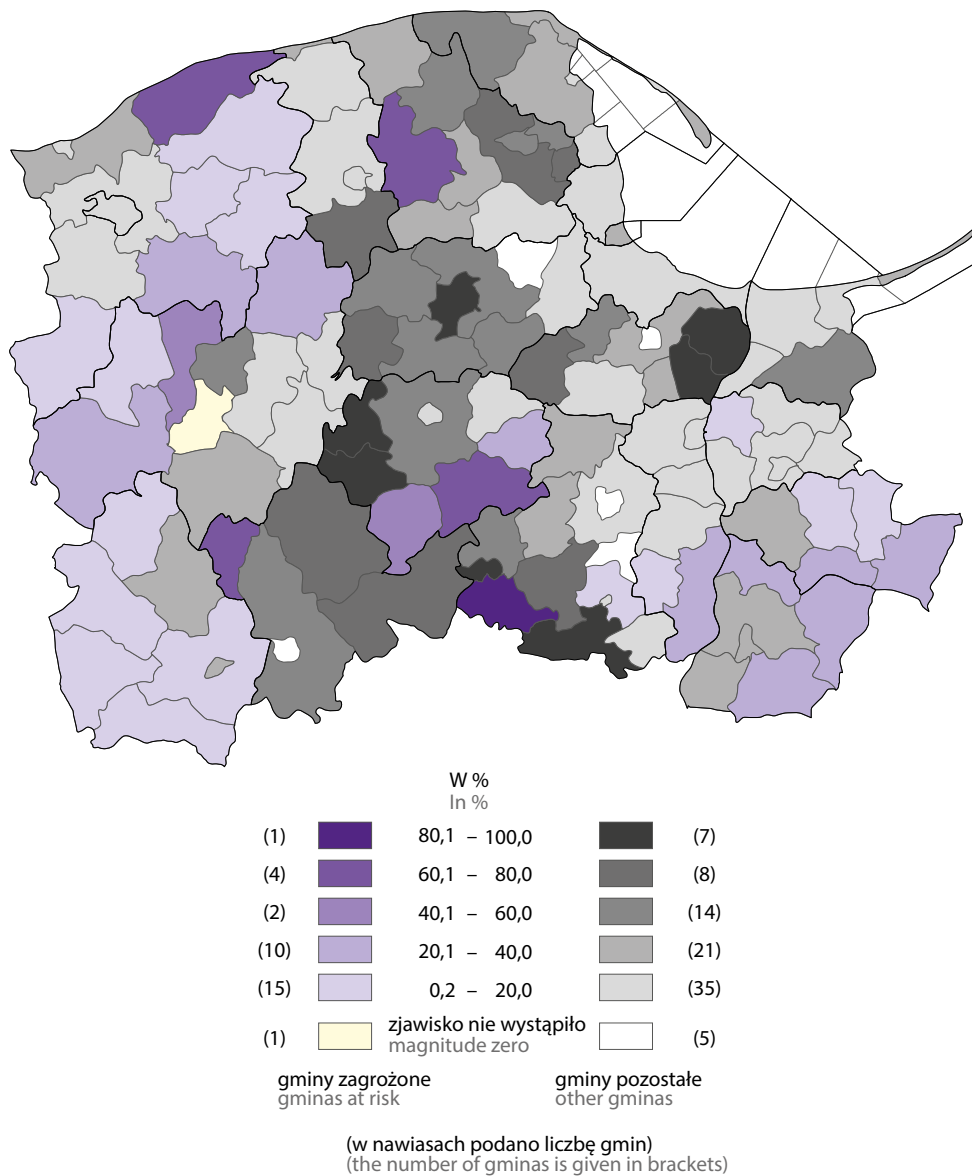 W %
In %
(1) 80,1 – 100,0 (7)
(4) 60,1 – 80,0 (8)
(2) 40,1 – 60,0 (14)
(10) 20,1 – 40,0 (21)
(15) 0,2 – 20,0 (35)
(1) zjawisko nie wystąpiło (5)
magnitude zero
gminy zagrożone gminy pozostałe
gminas at risk other gminas
(w nawiasach podano liczbę gmin)
(the number of gminas is given in brackets)